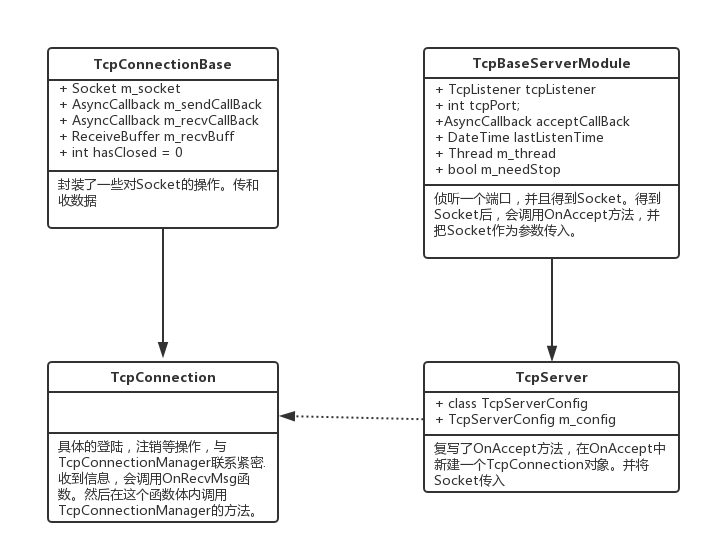 TcpConnectionBase
+ Socket m_socket
+ AsyncCallback m_sendCallBack
+ AsyncCallback m_recvCallBack
+ ReceiveBuffer m_recvBuff
+ int hasClosed = 0
封装了一些对Socket的操作。传和
收数据
TcpBaseServerModule
+ TcpListener tcpListener
+ int tcpPort;
+AsyncCallback acceptCallBack
+ DateTime lastListenTime
+ Thread m_thread
+ bool m_needStop
侦听一个端口，并且得到Socket。得到
Socket后，会调用OnAccept方法，并
把Socket作为参数传入。
TcpConnection
具体的登陆，注销等操作，与
TcpConnectionManager联系紧密.
收到信息，会调用OnRecvMsg函
数。然后在这个函数体内调用
TcpConnectionManager的方法。
TcpServer
+ class TcpServerConfig
+ TcpServerConfig m_config
复写了OnAccept方法，在OnAccept中
新建一个TcpConnection对象。并将
Socket传入